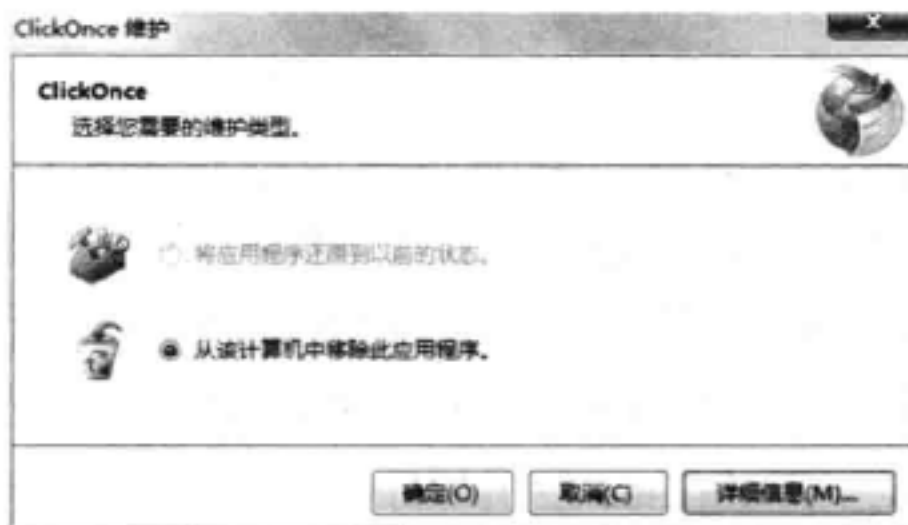 ClickOnce 维护
ClickOnce
选择您需要的维护类型。
将应用程序还原到以前的状态。
从该计算机中移除此应用程序。
确定(O)
取消(C)
详细信息(M)...